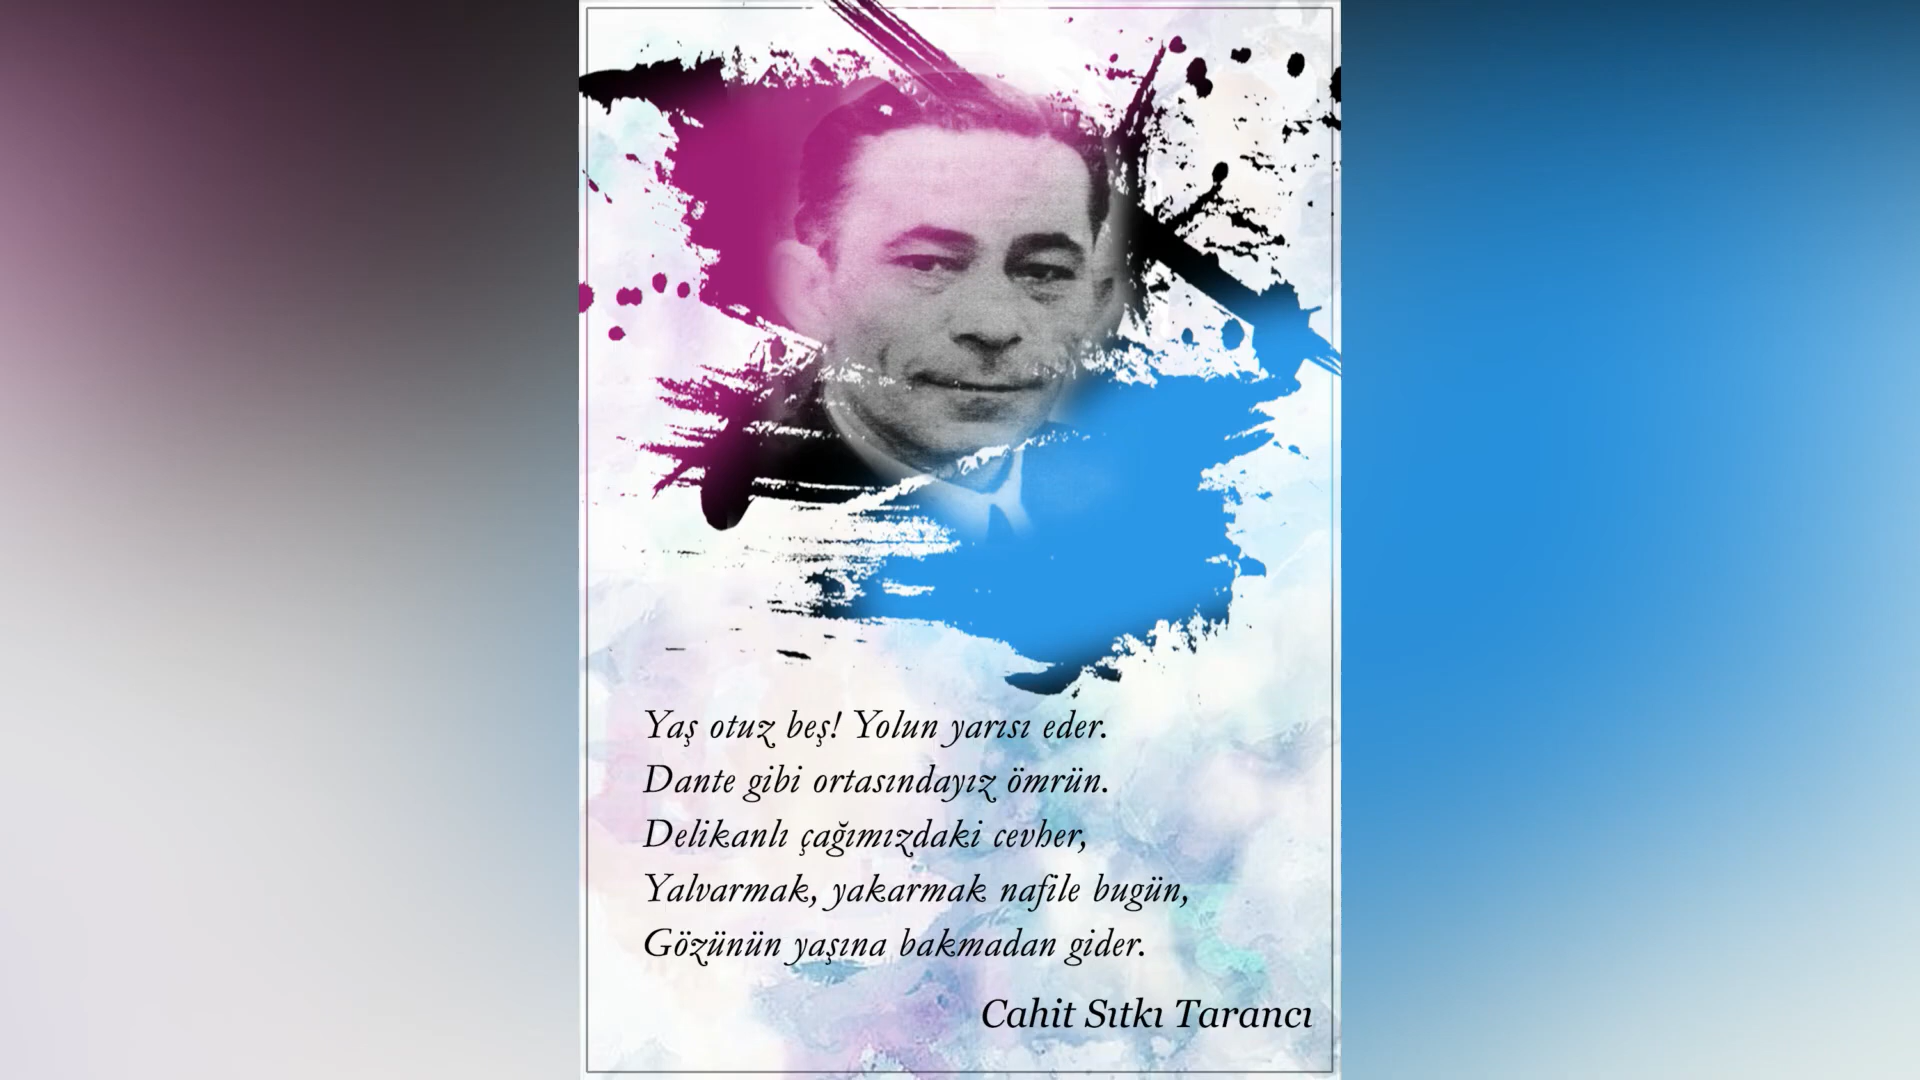 Yaş otuz beş! Yolun yarısı eder.
Dante gibi ortasındayız ömrün.
Delikanlı çağımızdaki cevher,
Yalvarmak, yakarmak nafile bugün,
Gözünün yaşına bakmadan gider.
Cahit Sıtkı Tarancı